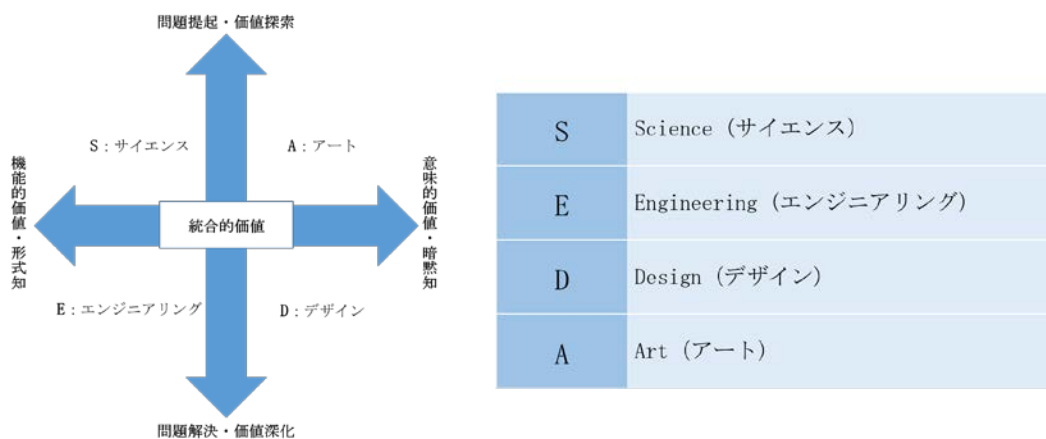 問題提起・価値探索
S：サイエンス
A：アート
機能的価値・形式知
統合的価値
意味的価値・暗黙知
E：エンジニアリング
D：デザイン
問題解決・価値深化
S
Science (サイエンス)
E
Engineering (エンジニアリング)
D
Design (デザイン)
A
Art (アート)